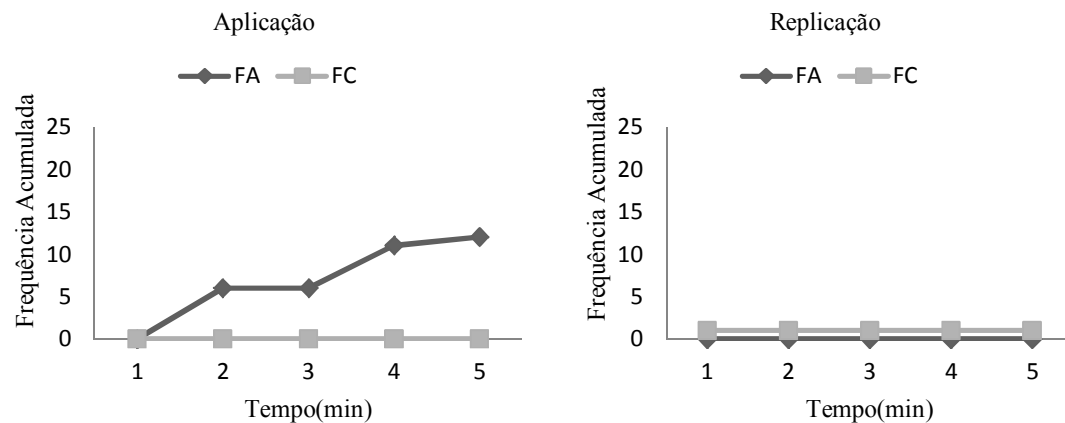 Aplicação
FA FC
Frequência Acumulada
25
20
15
10
5
0
1 2 3 4 5
Tempo(min)
Replicação
FA FC
Frequência Acumulada
25
20
15
10
5
0
1 2 3 4 5
Tempo(min)